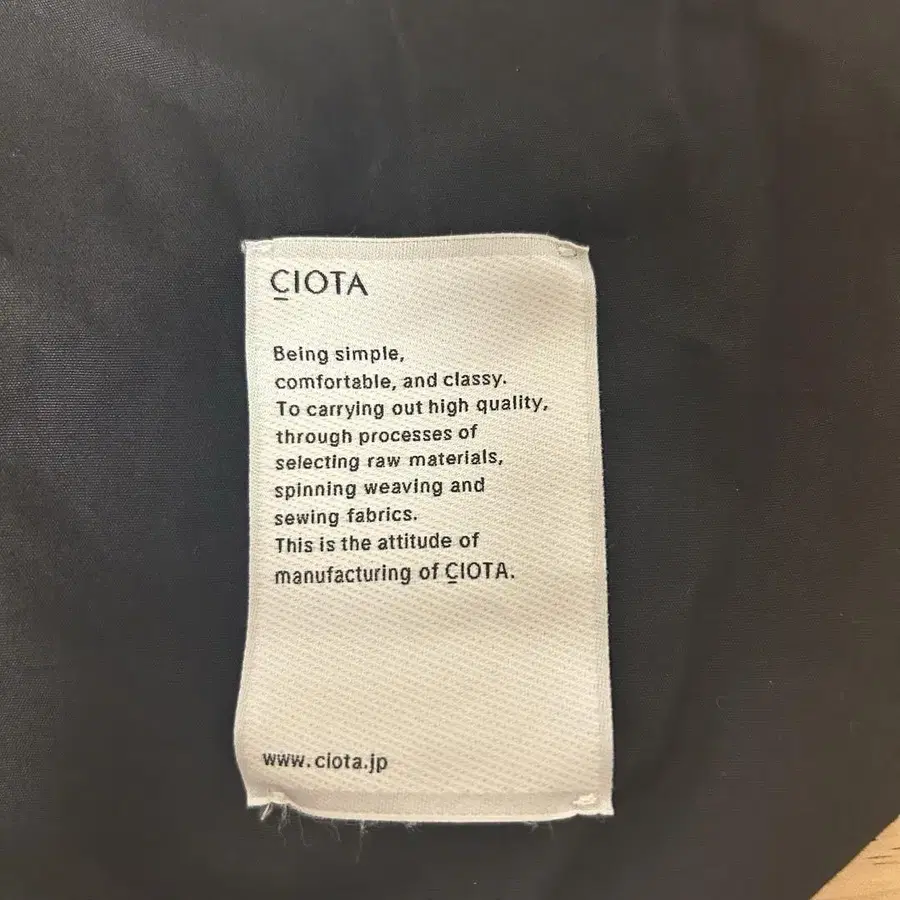 CIOTA
Being simple,
comfortable, and classy.
To carrying out high quality,
through processes of
selecting raw materials,
spinning weaving and
sewing fabrics.
This is the attitude of
manufacturing of CIOTA.
www.ciota.jp